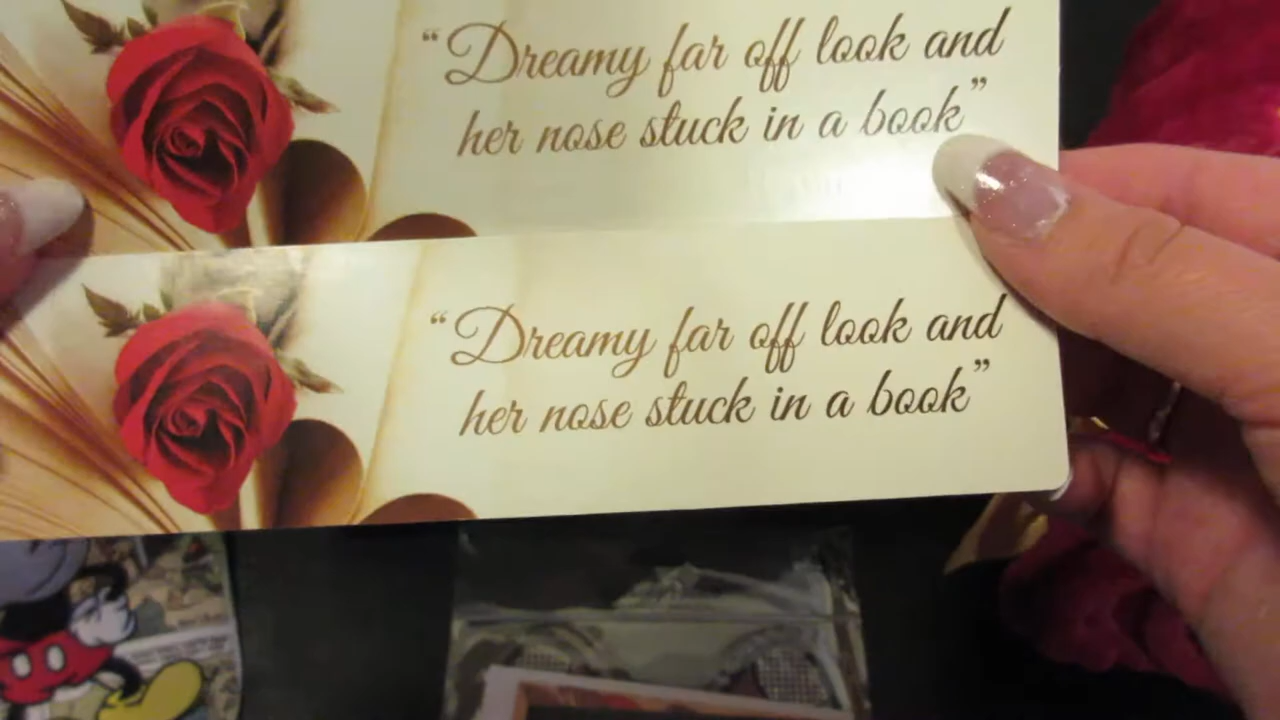 “Dreamy far off look and
her nose stuck in a book”
“Dreamy far off look and
her nose stuck in a book”